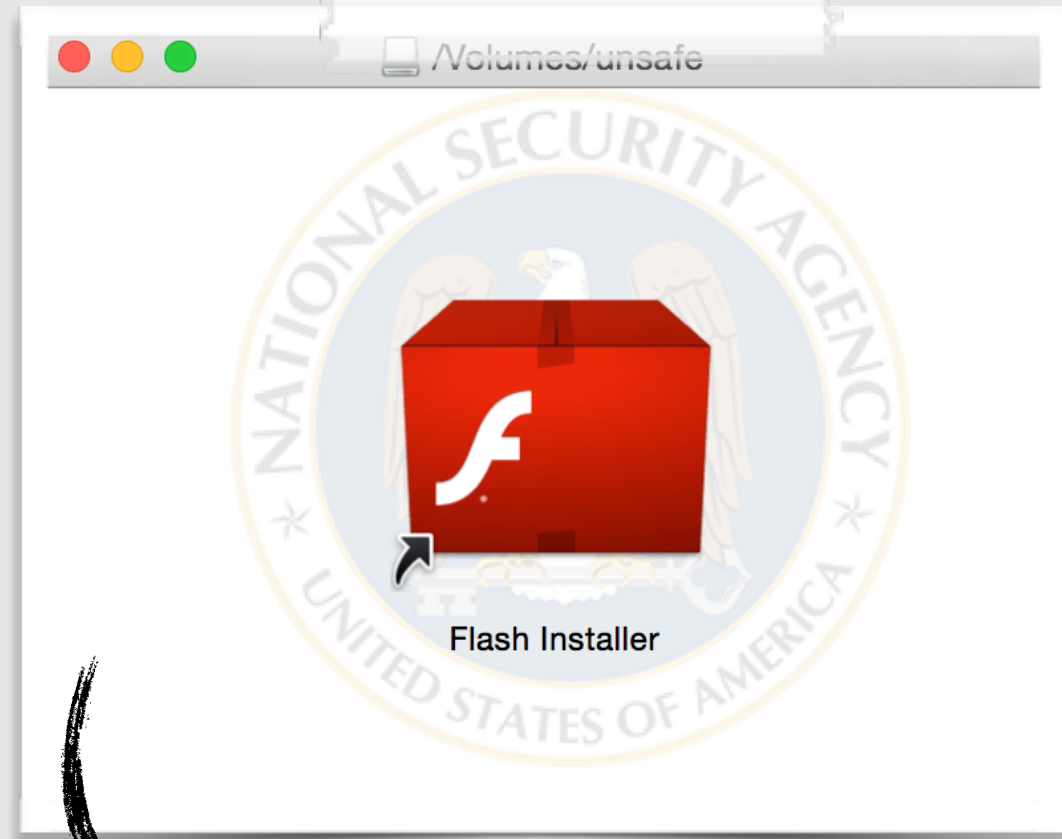 /Volumes/unsafe
NATIONAL SECURITY AGENCY
Flash Installer
UNITED STATES OF AMERICA